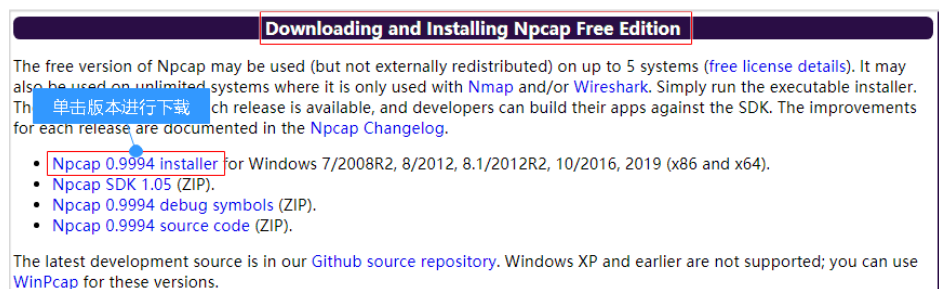 Downloading and Installing Npcap Free Edition
The free version of Npcap may be used (but not externally redistributed) on up to 5 systems (free license details). It may
also be used on unlimited systems where it is only used with Nmap and/or Wireshark. Simply run the executable installer.
单击版本进行下载
Th ch release is available, and developers can build their apps against the SDK. The improvements
for each release are documented in the Npcap Changelog.
• Npcap 0.9994 installer for Windows 7/2008R2, 8/2012, 8.1/2012R2, 10/2016, 2019 (x86 and x64).
• Npcap SDK 1.05 (ZIP).
• Npcap 0.9994 debug symbols (ZIP).
• Npcap 0.9994 source code (ZIP).
The latest development source is in our Github source repository. Windows XP and earlier are not supported; you can use
WinPcap for these versions.